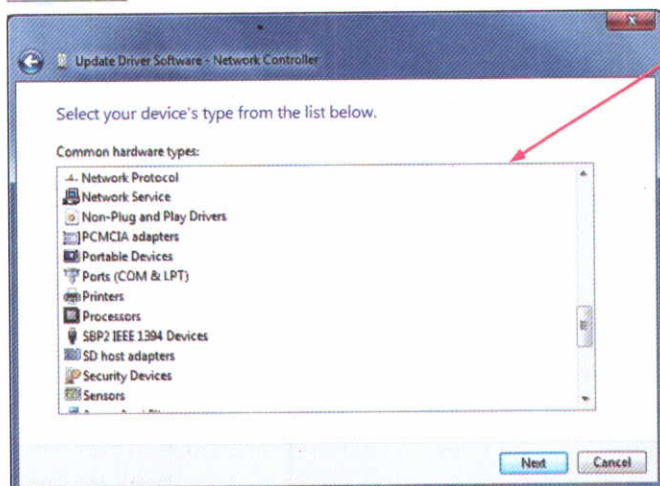 Update Driver Software - Network Controller
Select your device's type from the list below.
Common hardware types:
Network Protocol
Network Service
Non-Plug and Play Drivers
PCMCIA adapters
Portable Devices
Ports (COM & LPT)
Printers
Processors
SBP2 IEEE 1394 Devices
SD host adapters
Security Devices
Sensors
Next Cancel